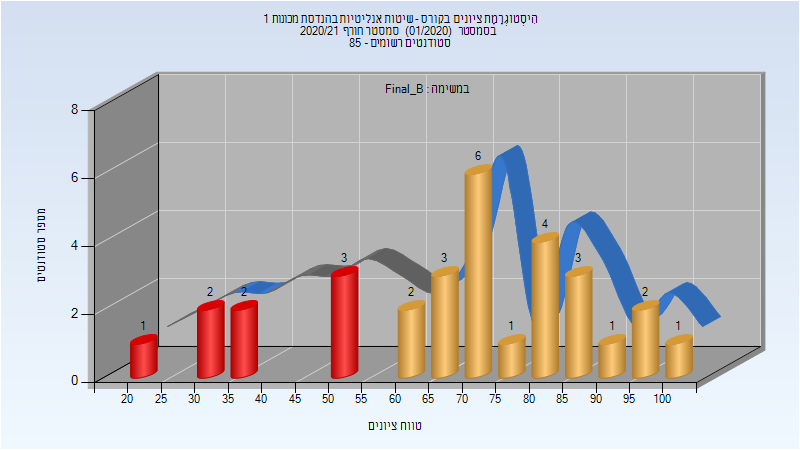 הִיסְטוֹגְרָמַת ציונים בקורס - שיטות אנליטיות בהנדסת מכונות 1
בסמסטר (01/2020) סמסטר חורף 2020/21
סטודנטים רשומים - 85
במשימה : Final_B
מספר סטודנטים
8
6
4
2
0
1
2
2
3
2
3
6
1
4
3
1
2
1
20 25 30 35 40 45 50 55 60 65 70 75 80 85 90 95 100
טווח ציונים